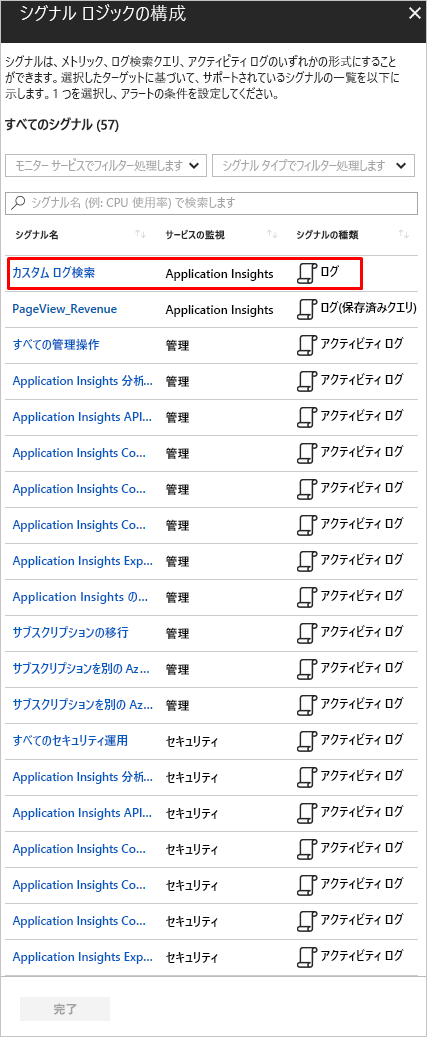 シグナル ロジックの構成
シグナルは、メトリック、ログ検索クエリ、アクティビティ ログのいずれかの形式にすること
ができます。選択したターゲットに基づいて、サポートされているシグナルの一覧を以下に
示します。1 つを選択し、アラートの条件を設定してください。
すべてのシグナル (57)
モニター サービスでフィルター処理します シグナル タイプでフィルター処理します
シグナル名 (例: CPU 使用率) で検索します
シグナル名 サービスの監視 シグナルの種類
カスタム ログ検索 Application Insights ログ
PageView_Revenue Application Insights ログ(保存済みクエリ)
すべての管理操作 管理 アクティビティ ログ
Application Insights 分析... 管理 アクティビティ ログ
Application Insights API... 管理 アクティビティ ログ
Application Insights Co... 管理 アクティビティ ログ
Application Insights Co... 管理 アクティビティ ログ
Application Insights Co... 管理 アクティビティ ログ
Application Insights Exp... 管理 アクティビティ ログ
Application Insights の... 管理 アクティビティ ログ
サブスクリプションの移行 管理 アクティビティ ログ
サブスクリプションを別の Az... 管理 アクティビティ ログ
サブスクリプションを別の Az... 管理 アクティビティ ログ
すべてのセキュリティ運用 セキュリティ アクティビティ ログ
Application Insights 分析... セキュリティ アクティビティ ログ
Application Insights API... セキュリティ アクティビティ ログ
Application Insights Co... セキュリティ アクティビティ ログ
Application Insights Co... セキュリティ アクティビティ ログ
Application Insights Co... セキュリティ アクティビティ ログ
Application Insights Exp... セキュリティ アクティビティ ログ
完了